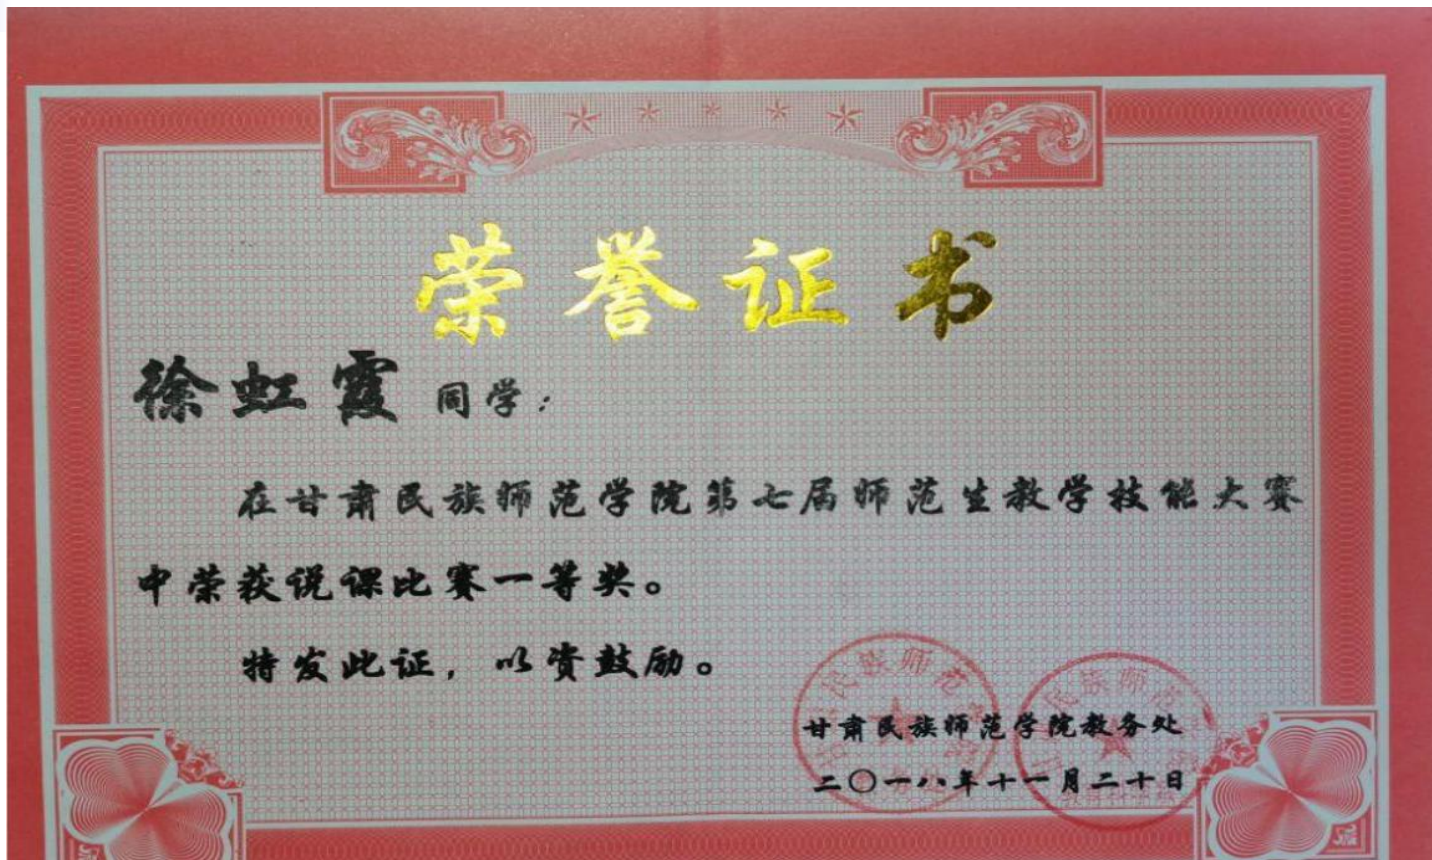 荣誉证书
徐虹霞同学：
在甘肃民族师范学院第七届师范生教学技能大赛
中荣获说课比赛一等奖。
特发此证，以资鼓励。
甘肃民族师范学院教务处
二〇一八年十一月二十日